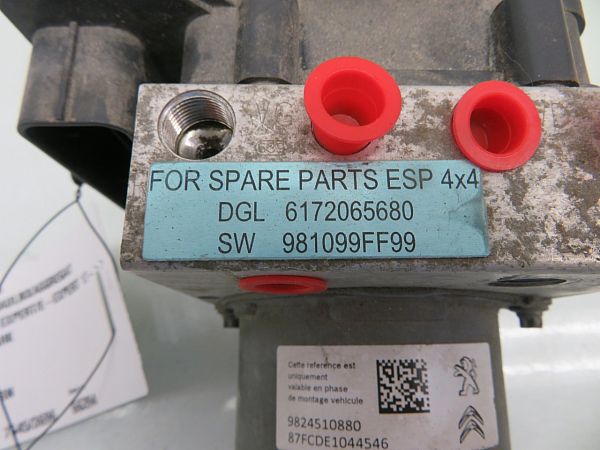 FOR SPARE PARTS ESP 4x4
DGL 6172065680
SW 981099FF99
Cette reference est
uniquement
valable en phase
de montage vehicule
9824510880
87FCDE1044546